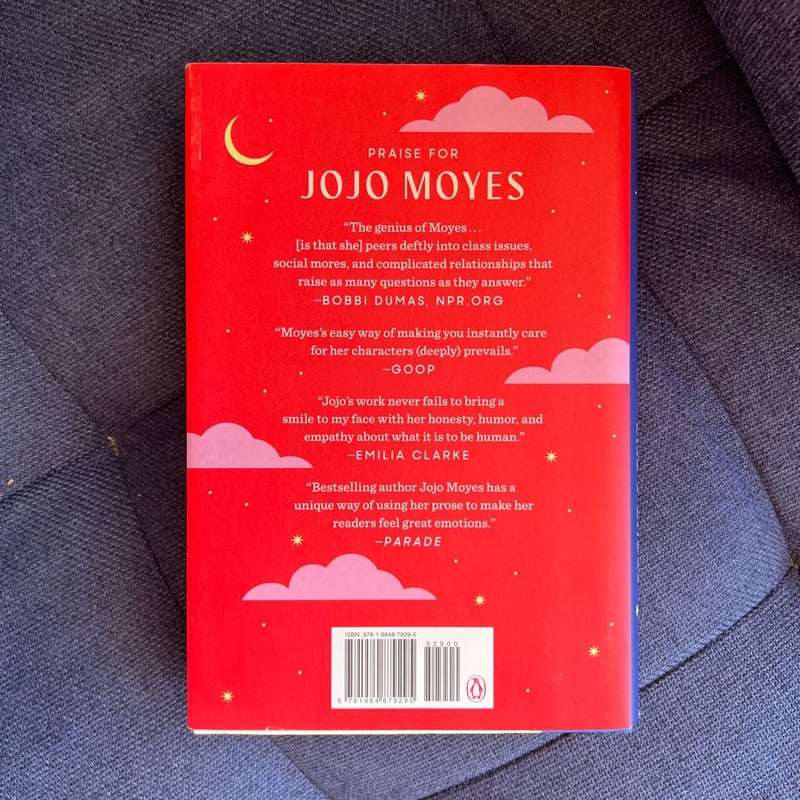 PRAISE FOR
JOJO MOYES
“The genius of Moyes...
[is that she] peers deftly into class issues,
social mores, and complicated relationships that
raise as many questions as they answer.”
—BOBBI DUMAS, NPR.ORG
“Moyes’s easy way of making you instantly care
for her characters (deeply) prevails.”
—GOOP
“Jojo’s work never fails to bring a
smile to my face with her honesty, humor, and
empathy about what it is to be human.”
—EMILIA CLARKE
“Bestselling author Jojo Moyes has a
unique way of using her prose to make her
readers feel great emotions.”
—PARADE
ISBN 978-1-9848-7929-5
52900
9 781984 879295